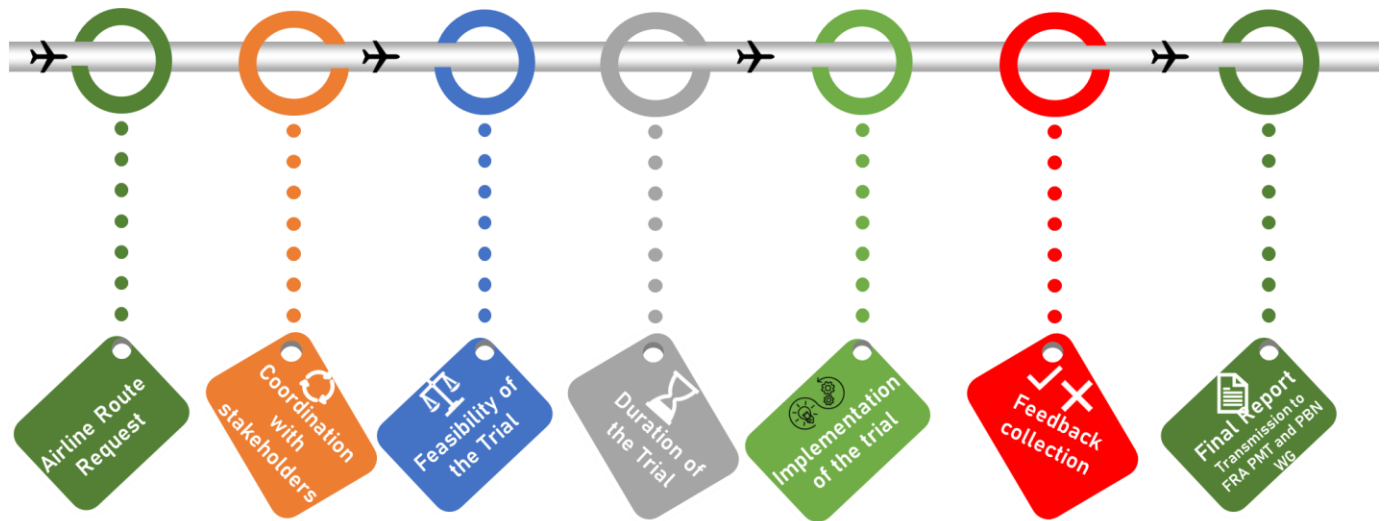 Airline Route
Request
Coordination
with
stakeholders
Feasibility of
the Trial
Duration of
the Trial
Implementation
of the trial
Feedback
collection
Final Report
Transmission to
FRA PMT and PBN
WG